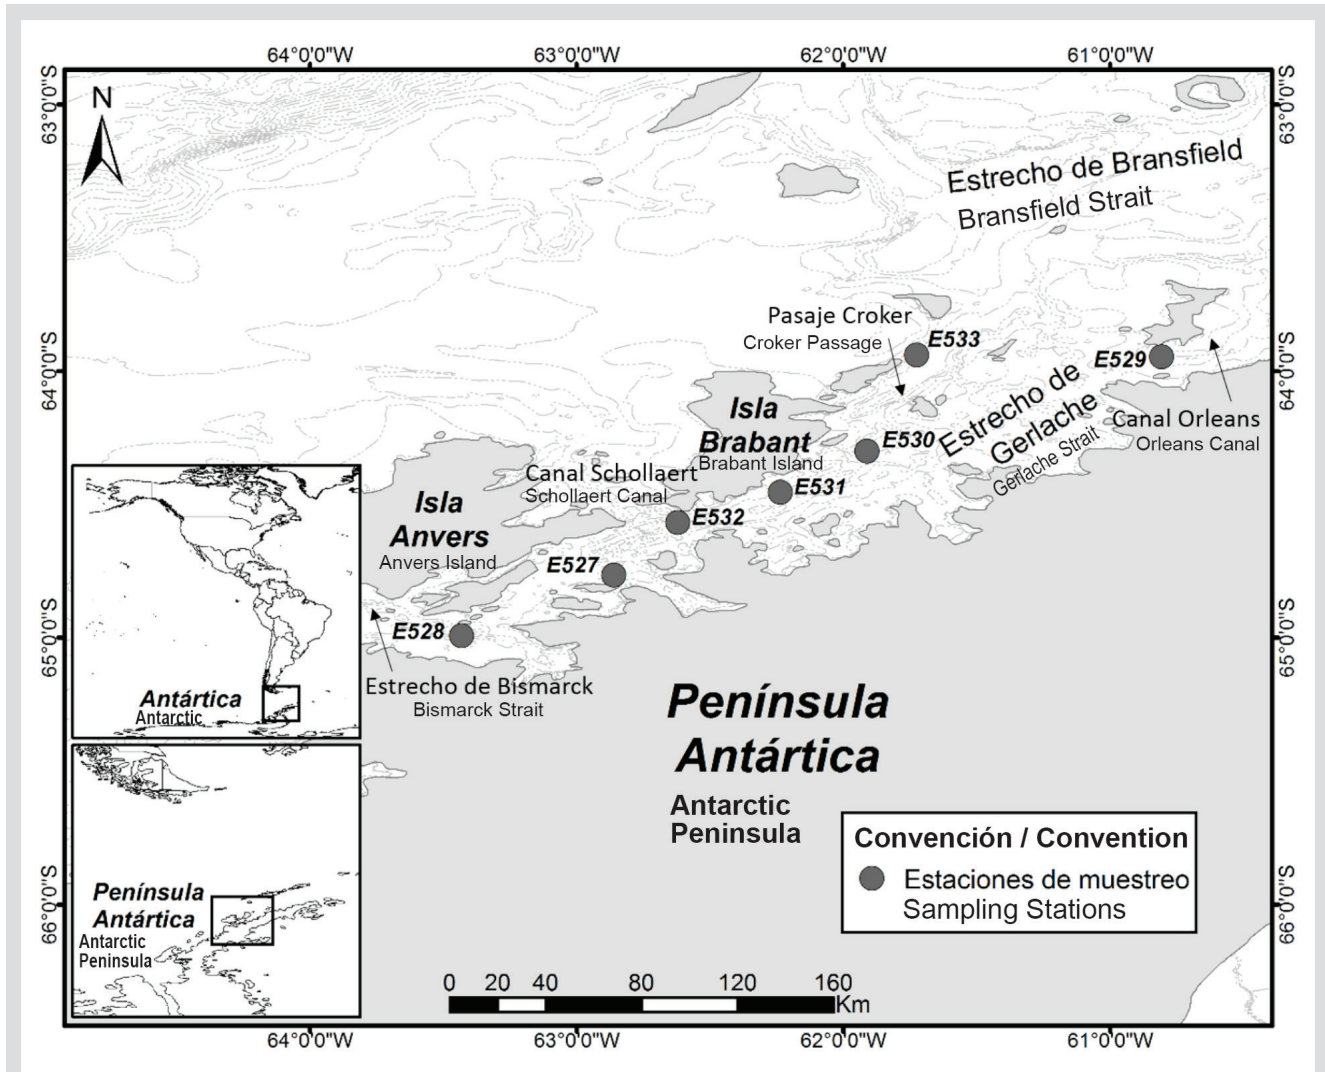 64°0'0"W 63°0'0"W 62°0'0"W 61°0'0"W
63°0'0"S
63°0'0"S
N
Estrecho de Bransfield
Bransfield Strait
Pasaje Croker
Croker Passage
E533
E529
64°0'0"S
64°0'0"S
Estrecho de
Gerlache
Gerlache Strait
Canal Orleans
Orleans Canal
Isla
Brabant
Brabant Island
E530
Canal Schollaert
Schollaert Canal
E531
E532
Isla
Anvers
Anvers Island
E527
E528
65°0'0"S
65°0'0"S
Estrecho de Bismarck
Bismarck Strait
Antártica
Antarctic
Península
Antártica
Antarctic
Peninsula
Convención / Convention
Estaciones de muestreo
Sampling Stations
Península
Antártica
Antarctic
Peninsula
66°0'0"S
66°0'0"S
0 20 40 80 120 160
Km
64°0'0"W 63°0'0"W 62°0'0"W 61°0'0"W